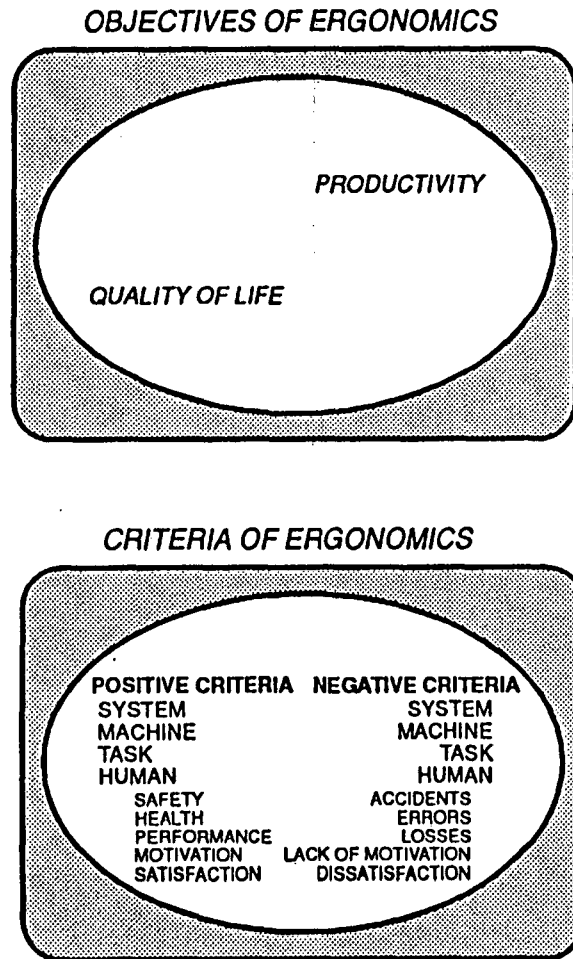 OBJECTIVES OF ERGONOMICS
PRODUCTIVITY
QUALITY OF LIFE
CRITERIA OF ERGONOMICS
POSITIVE CRITERIA NEGATIVE CRITERIA
SYSTEM SYSTEM
MACHINE MACHINE
TASK TASK
HUMAN HUMAN
SAFETY ACCIDENTS
HEALTH ERRORS
PERFORMANCE LOSSES
MOTIVATION LACK OF MOTIVATION
SATISFACTION DISSATISFACTION